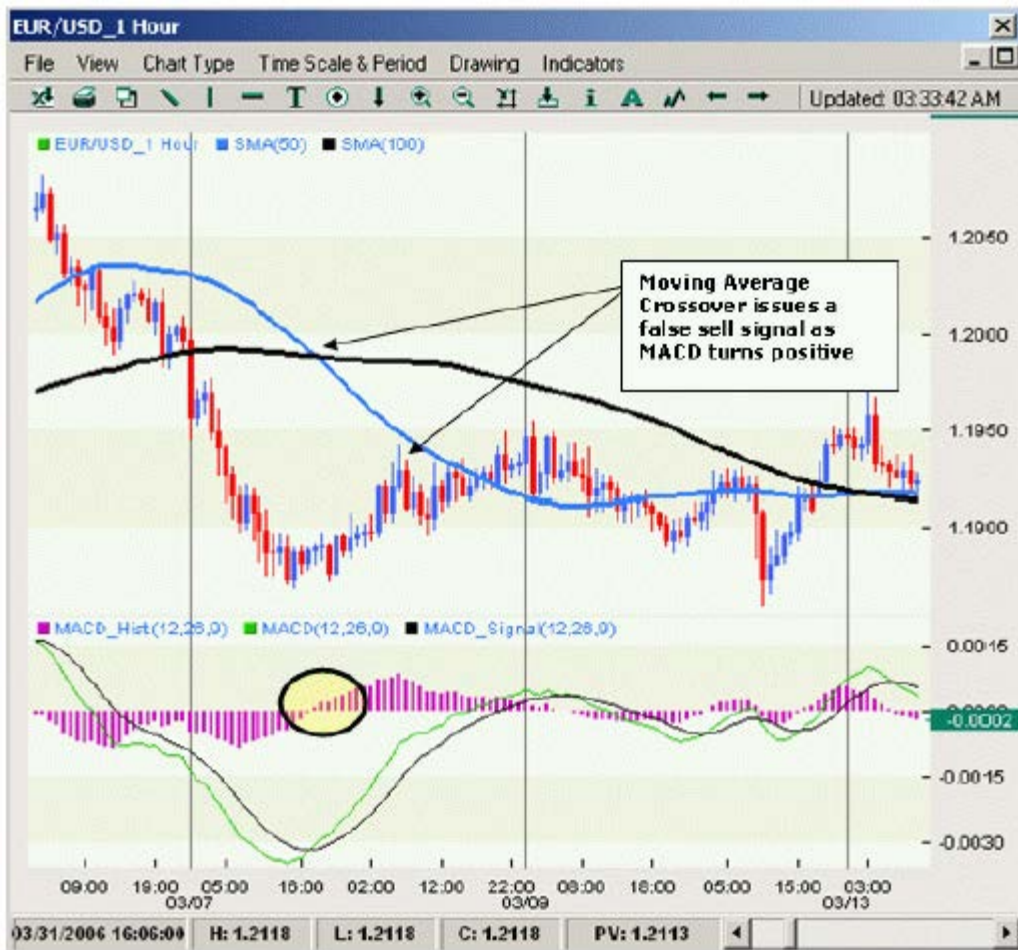 EUR/USD_1 Hour
File View Chart Type Time Scale & Period Drawing Indicators
T i A Updated: 03:33:42 AM
EUR/USD_1 Hour SMA(50) SMA(100)
1.2050
Moving Average
Crossover issues a
false sell signal as
MACD turns positive
1.2000
1.1950
1.1900
MACD_Hist(12,26,9) MACD(12,26,9) MACD_Signal(12,26,9)
0.0015
-0.0002
-0.0015
-0.0030
09:00 19:00 05:00 16:00 02:00 12:00 22:00 08:00 18:00 05:00 15:00 03:00
03/07 03/09 03/13
03/31/2006 16:06:00 H: 1.2118 L: 1.2118 C: 1.2118 PV: 1.2113